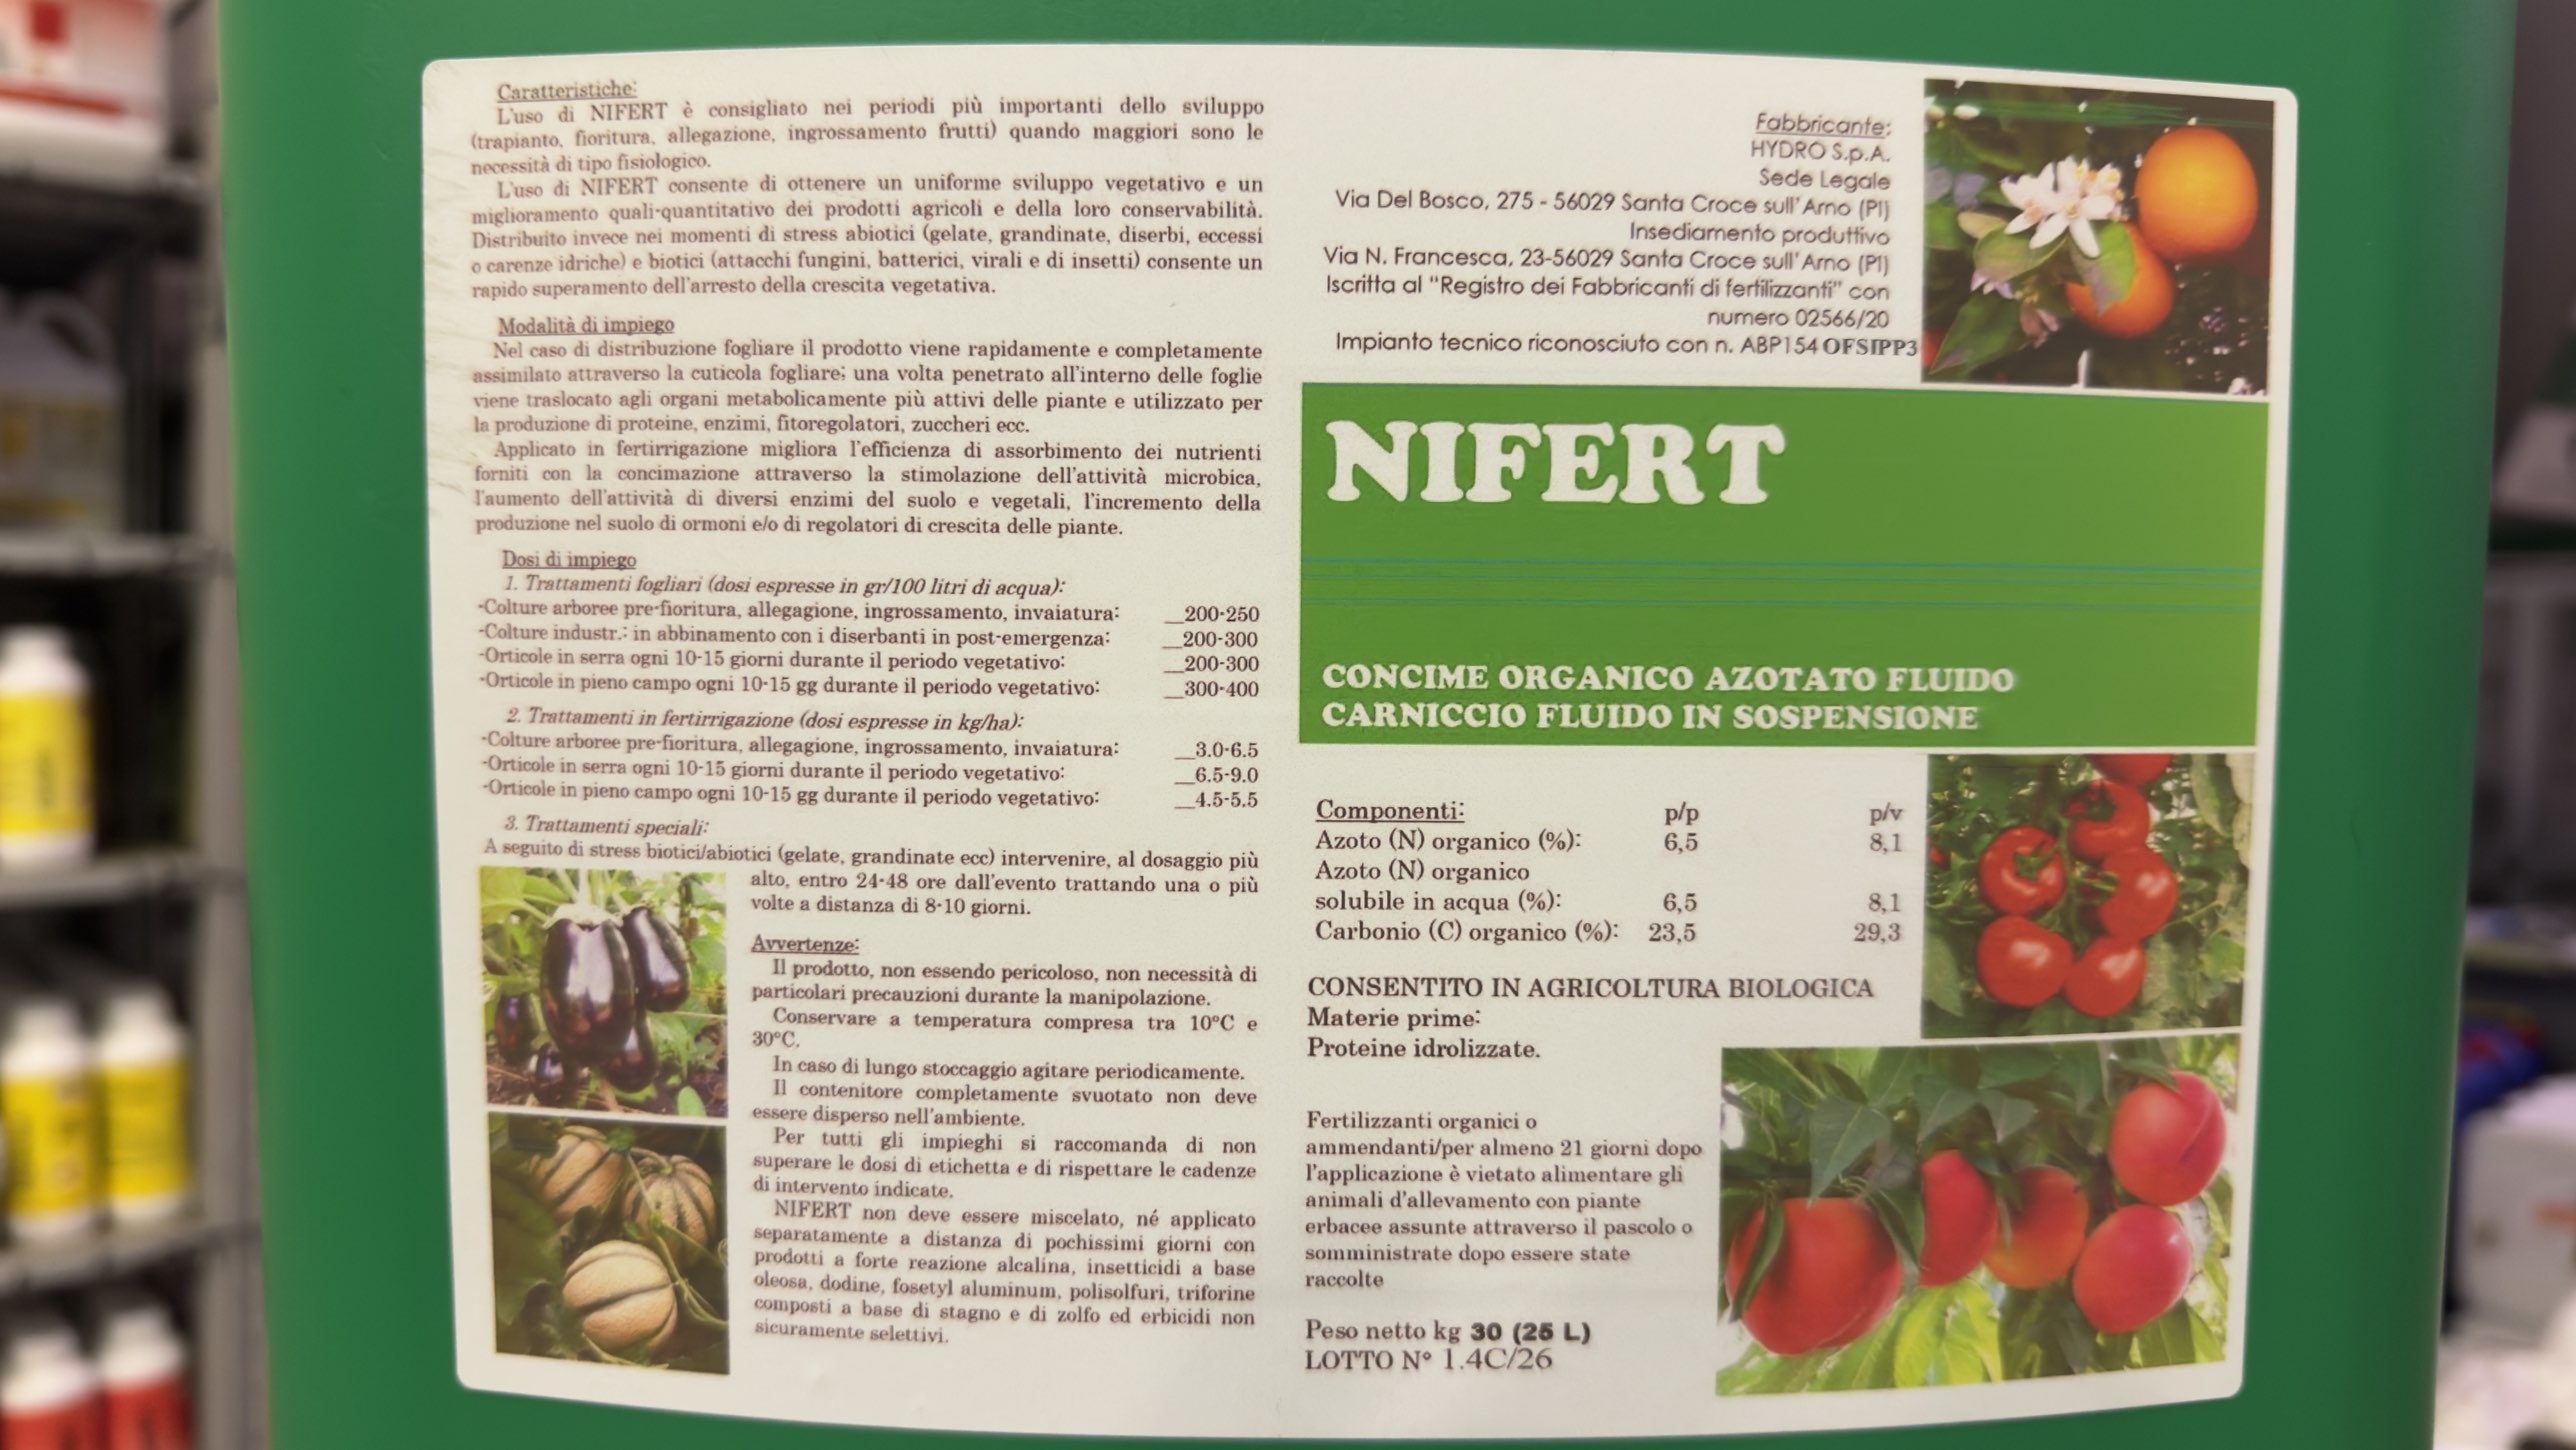 Caratteristiche:
L'uso di NIFERT è consigliato nei periodi più importanti dello sviluppo
(trapianto, fioritura, allegazione, ingrossamento frutti) quando maggiori sono le
necessità di tipo fisiologico.
L'uso di NIFERT consente di ottenere un uniforme sviluppo vegetativo e un
miglioramento quali-quantitativo dei prodotti agricoli e della loro conservabilità.
Distribuito invece nei momenti di stress abiotici (gelate, grandinate, diserbi, eccessi
o carenze idriche) e biotici (attacchi fungini, batterici, virali e di insetti) consente un
rapido superamento dell'arresto della crescita vegetativa.
Modalità di impiego
Nel caso di distribuzione fogliare il prodotto viene rapidamente e completamente
assimilato attraverso la cuticola fogliare; una volta penetrato all'interno delle foglie
viene traslocato agli organi metabolicamente più attivi delle piante e utilizzato per
la produzione di proteine, enzimi, fitoregolatori, zuccheri ecc.
Applicato in fertirrigazione migliora l'efficienza di assorbimento dei nutrienti
forniti con la concimazione attraverso la stimolazione dell'attività microbica,
l'aumento dell'attività di diversi enzimi del suolo e vegetali, l'incremento della
produzione nel suolo di ormoni e/o di regolatori di crescita delle piante.
Dosi di impiego
1. Trattamenti fogliari (dosi espresse in gr/100 litri di acqua):
-Colture arboree pre-fioritura, allegagione, ingrossamento, invaiatura: __200-250
-Colture industr.: in abbinamento con i diserbanti in post-emergenza: __200-300
-Orticole in serra ogni 10-15 giorni durante il periodo vegetativo: __200-300
-Orticole in pieno campo ogni 10-15 gg durante il periodo vegetativo: __300-400
2. Trattamenti in fertirrigazione (dosi espresse in kg/ha):
-Colture arboree pre-fioritura, allegagione, ingrossamento, invaiatura: __3.0-6.5
-Orticole in serra ogni 10-15 giorni durante il periodo vegetativo: __6.5-9.0
-Orticole in pieno campo ogni 10-15 gg durante il periodo vegetativo: __4.5-5.5
3. Trattamenti speciali:
A seguito di stress biotici/abiotici (gelate, grandinate ecc) intervenire, al dosaggio più
alto, entro 24-48 ore dall'evento trattando una o più
volte a distanza di 8-10 giorni.
Avvertenze:
Il prodotto, non essendo pericoloso, non necessità di
particolari precauzioni durante la manipolazione.
Conservare a temperatura compresa tra 10°C e
30°C.
In caso di lungo stoccaggio agitare periodicamente.
Il contenitore completamente svuotato non deve
essere disperso nell'ambiente.
Per tutti gli impieghi si raccomanda di non
superare le dosi di etichetta e di rispettare le cadenze
di intervento indicate.
NIFERT non deve essere miscelato, né applicato
separatamente a distanza di pochissimi giorni con
prodotti a forte reazione alcalina, insetticidi a base
oleosa, dodine, fosetyl aluminum, polisolfuri, triforine
composti a base di stagno e di zolfo ed erbicidi non
sicuramente selettivi.
Fabbricante:
HYDRO S.p.A.
Sede Legale
Via Del Bosco, 275 - 56029 Santa Croce sull'Arno (PI)
Insediamento produttivo
Via N. Francesca, 23-56029 Santa Croce sull'Arno (PI)
Iscritta al "Registro dei Fabbricanti di fertilizzanti" con
numero 02566/20
Impianto tecnico riconosciuto con n. ABP154OFSIPP3
NIFERT
CONCIME ORGANICO AZOTATO FLUIDO
CARNICCIO FLUIDO IN SOSPENSIONE
Componenti: p/p p/v
Azoto (N) organico (%): 6,5 8,1
Azoto (N) organico
solubile in acqua (%): 6,5 8,1
Carbonio (C) organico (%): 23,5 29,3
CONSENTITO IN AGRICOLTURA BIOLOGICA
Materie prime:
Proteine idrolizzate.
Fertilizzanti organici o
ammendanti/per almeno 21 giorni dopo
l'applicazione è vietato alimentare gli
animali d'allevamento con piante
erbacee assunte attraverso il pascolo o
somministrate dopo essere state
raccolte
Peso netto kg 30 (25 L)
LOTTO N° 1.4C/26